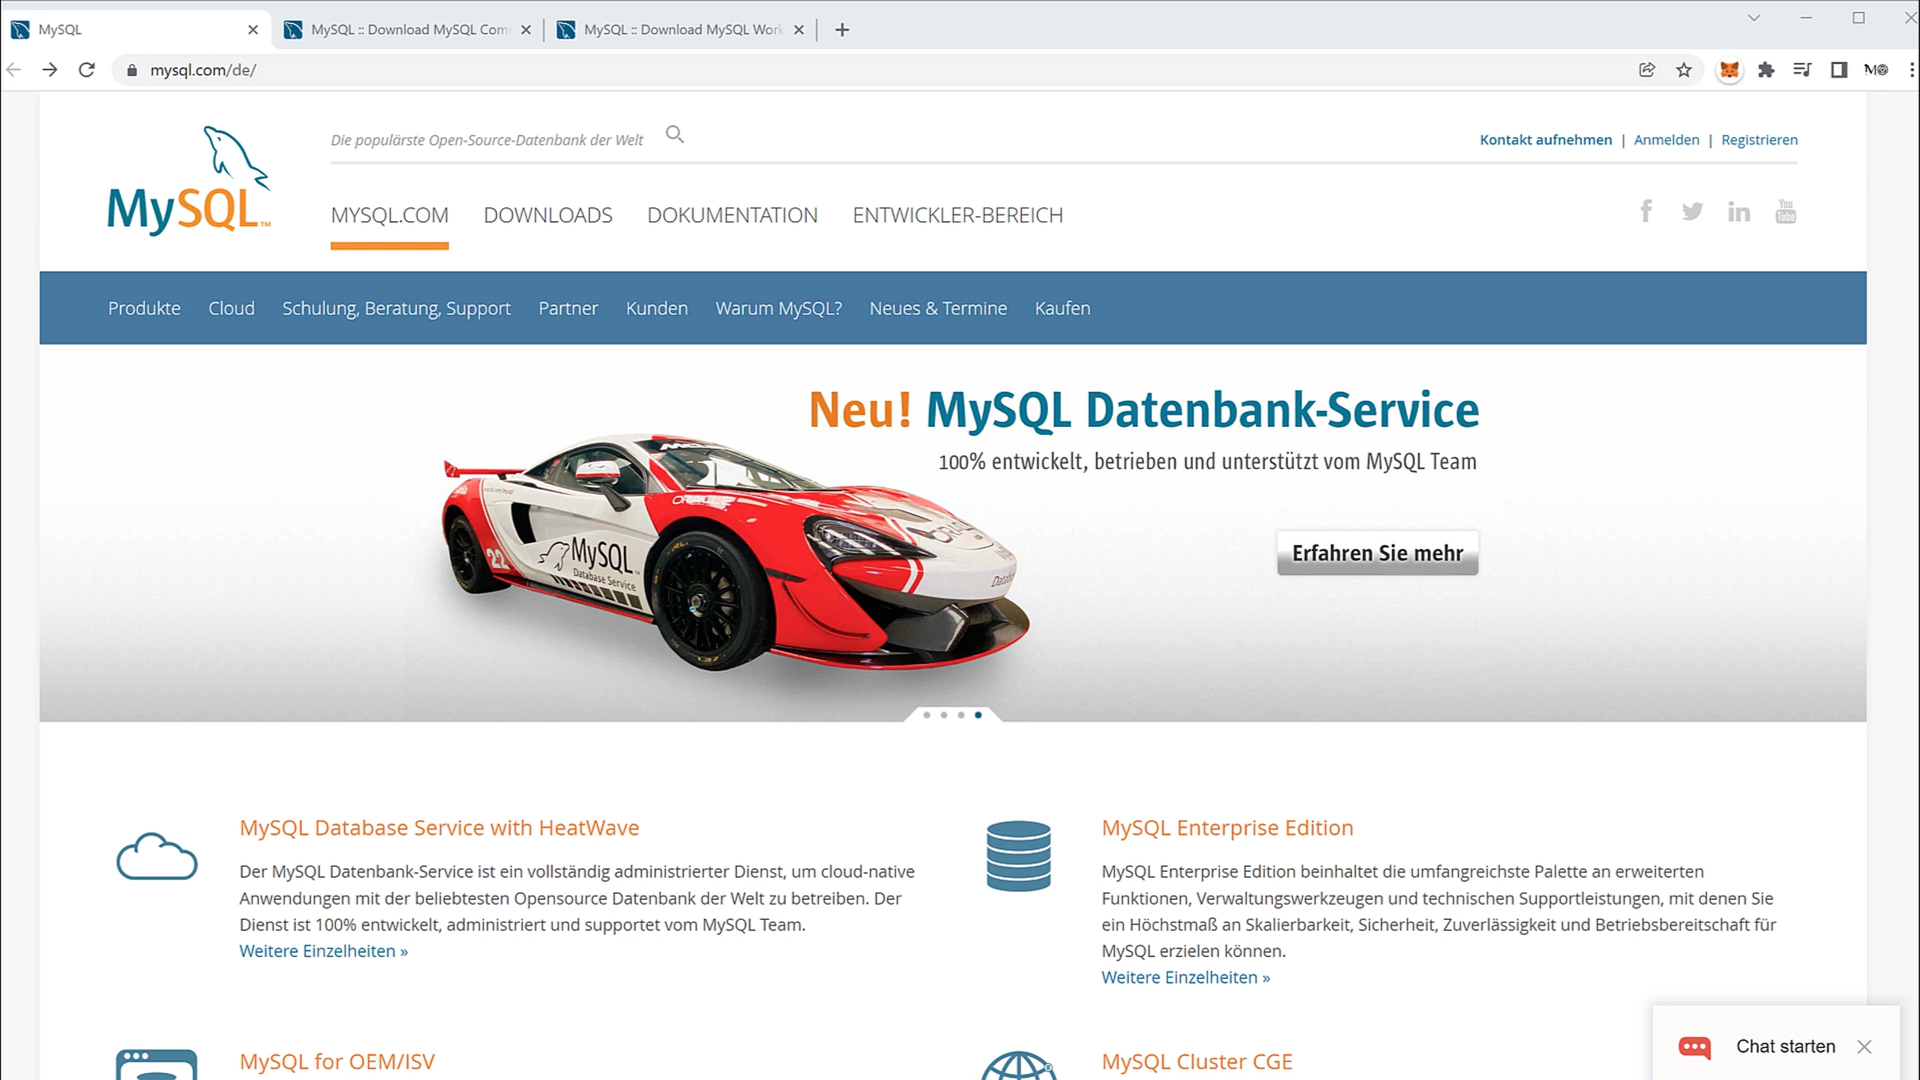 MySQL
MySQL :: Download MySQL Com
MySQL :: Download MySQL Work
mysql.com/de/
MySQL™
Die populärste Open-Source-Datenbank der Welt
Kontakt aufnehmen | Anmelden | Registrieren
MYSQL.COM DOWNLOADS DOKUMENTATION ENTWICKLER-BEREICH
You Tube
Produkte Cloud Schulung, Beratung, Support Partner Kunden Warum MySQL? Neues & Termine Kaufen
Neu! MySQL Datenbank-Service
100% entwickelt, betrieben und unterstützt vom MySQL Team
Erfahren Sie mehr
ORACLE
ORACLE
22
MySQL
Database Service
MySQL Database Service with HeatWave
Der MySQL Datenbank-Service ist ein vollständig administrierter Dienst, um cloud-native
Anwendungen mit der beliebtesten Opensource Datenbank der Welt zu betreiben. Der
Dienst ist 100% entwickelt, administriert und supportet vom MySQL Team.
Weitere Einzelheiten »
MySQL Enterprise Edition
MySQL Enterprise Edition beinhaltet die umfangreichste Palette an erweiterten
Funktionen, Verwaltungswerkzeugen und technischen Supportleistungen, mit denen Sie
ein Höchstmaß an Skalierbarkeit, Sicherheit, Zuverlässigkeit und Betriebsbereitschaft für
MySQL erzielen können.
Weitere Einzelheiten »
MySQL for OEM/ISV
MySQL Cluster CGE
Chat starten